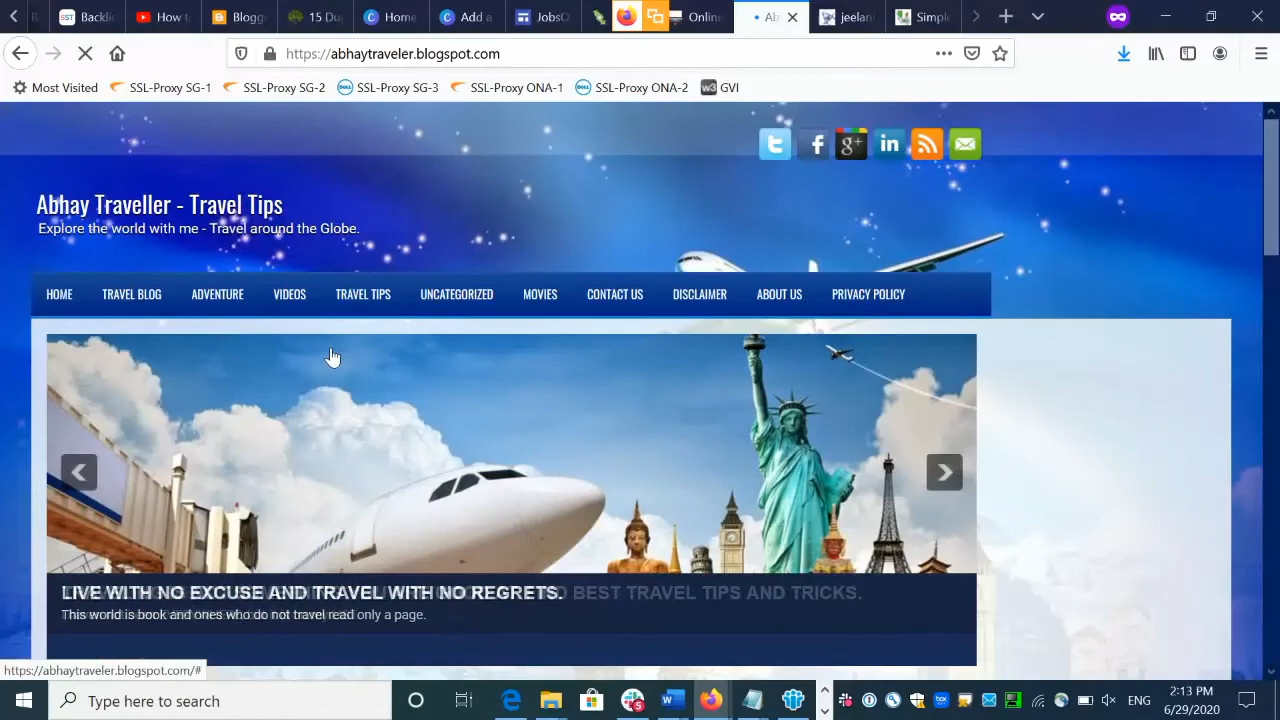 Backli
How t
Blogg
15 Du
Home
Add a
JobsO
Online
Ab
jeelan
Simple
https://abhaytraveler.blogspot.com
Most Visited
SSL-Proxy SG-1
SSL-Proxy SG-2
SSL-Proxy SG-3
SSL-Proxy ONA-1
SSL-Proxy ONA-2
GVI
Abhay Traveller - Travel Tips
Explore the world with me - Travel around the Globe.
HOME
TRAVEL BLOG
ADVENTURE
VIDEOS
TRAVEL TIPS
UNCATEGORIZED
MOVIES
CONTACT US
DISCLAIMER
ABOUT US
PRIVACY POLICY
LIVE WITH NO EXCUSE AND TRAVEL WITH NO REGRETS.
BEST TRAVEL TIPS AND TRICKS.
This world is book and ones who do not travel read only a page.
https://abhaytraveler.blogspot.com/#
Type here to search
ENG
2:13 PM
6/29/2020